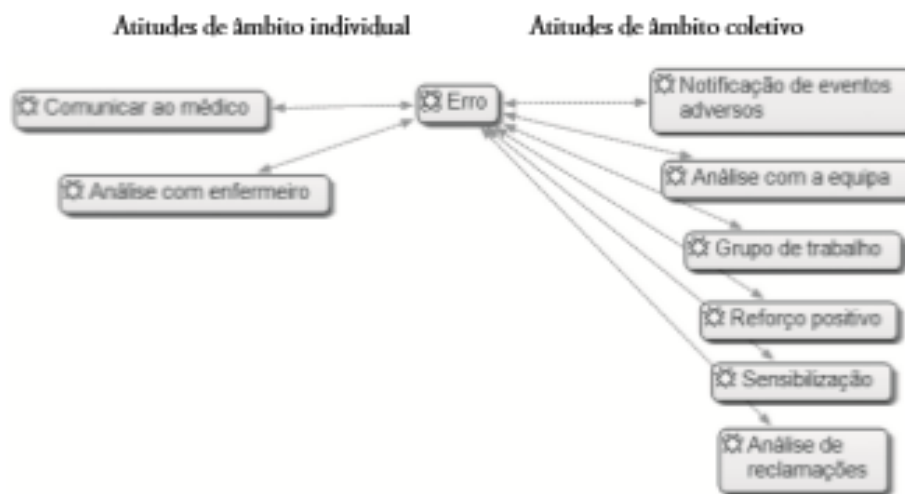 Atitudes de âmbito individual
Atitudes de âmbito coletivo
Comunicar ao médico
Erro
Notificação de eventos
adversos
Análise com enfermeiro
Análise com a equipa
Grupo de trabalho
Reforço positivo
Sensibilização
Análise de
reclamações